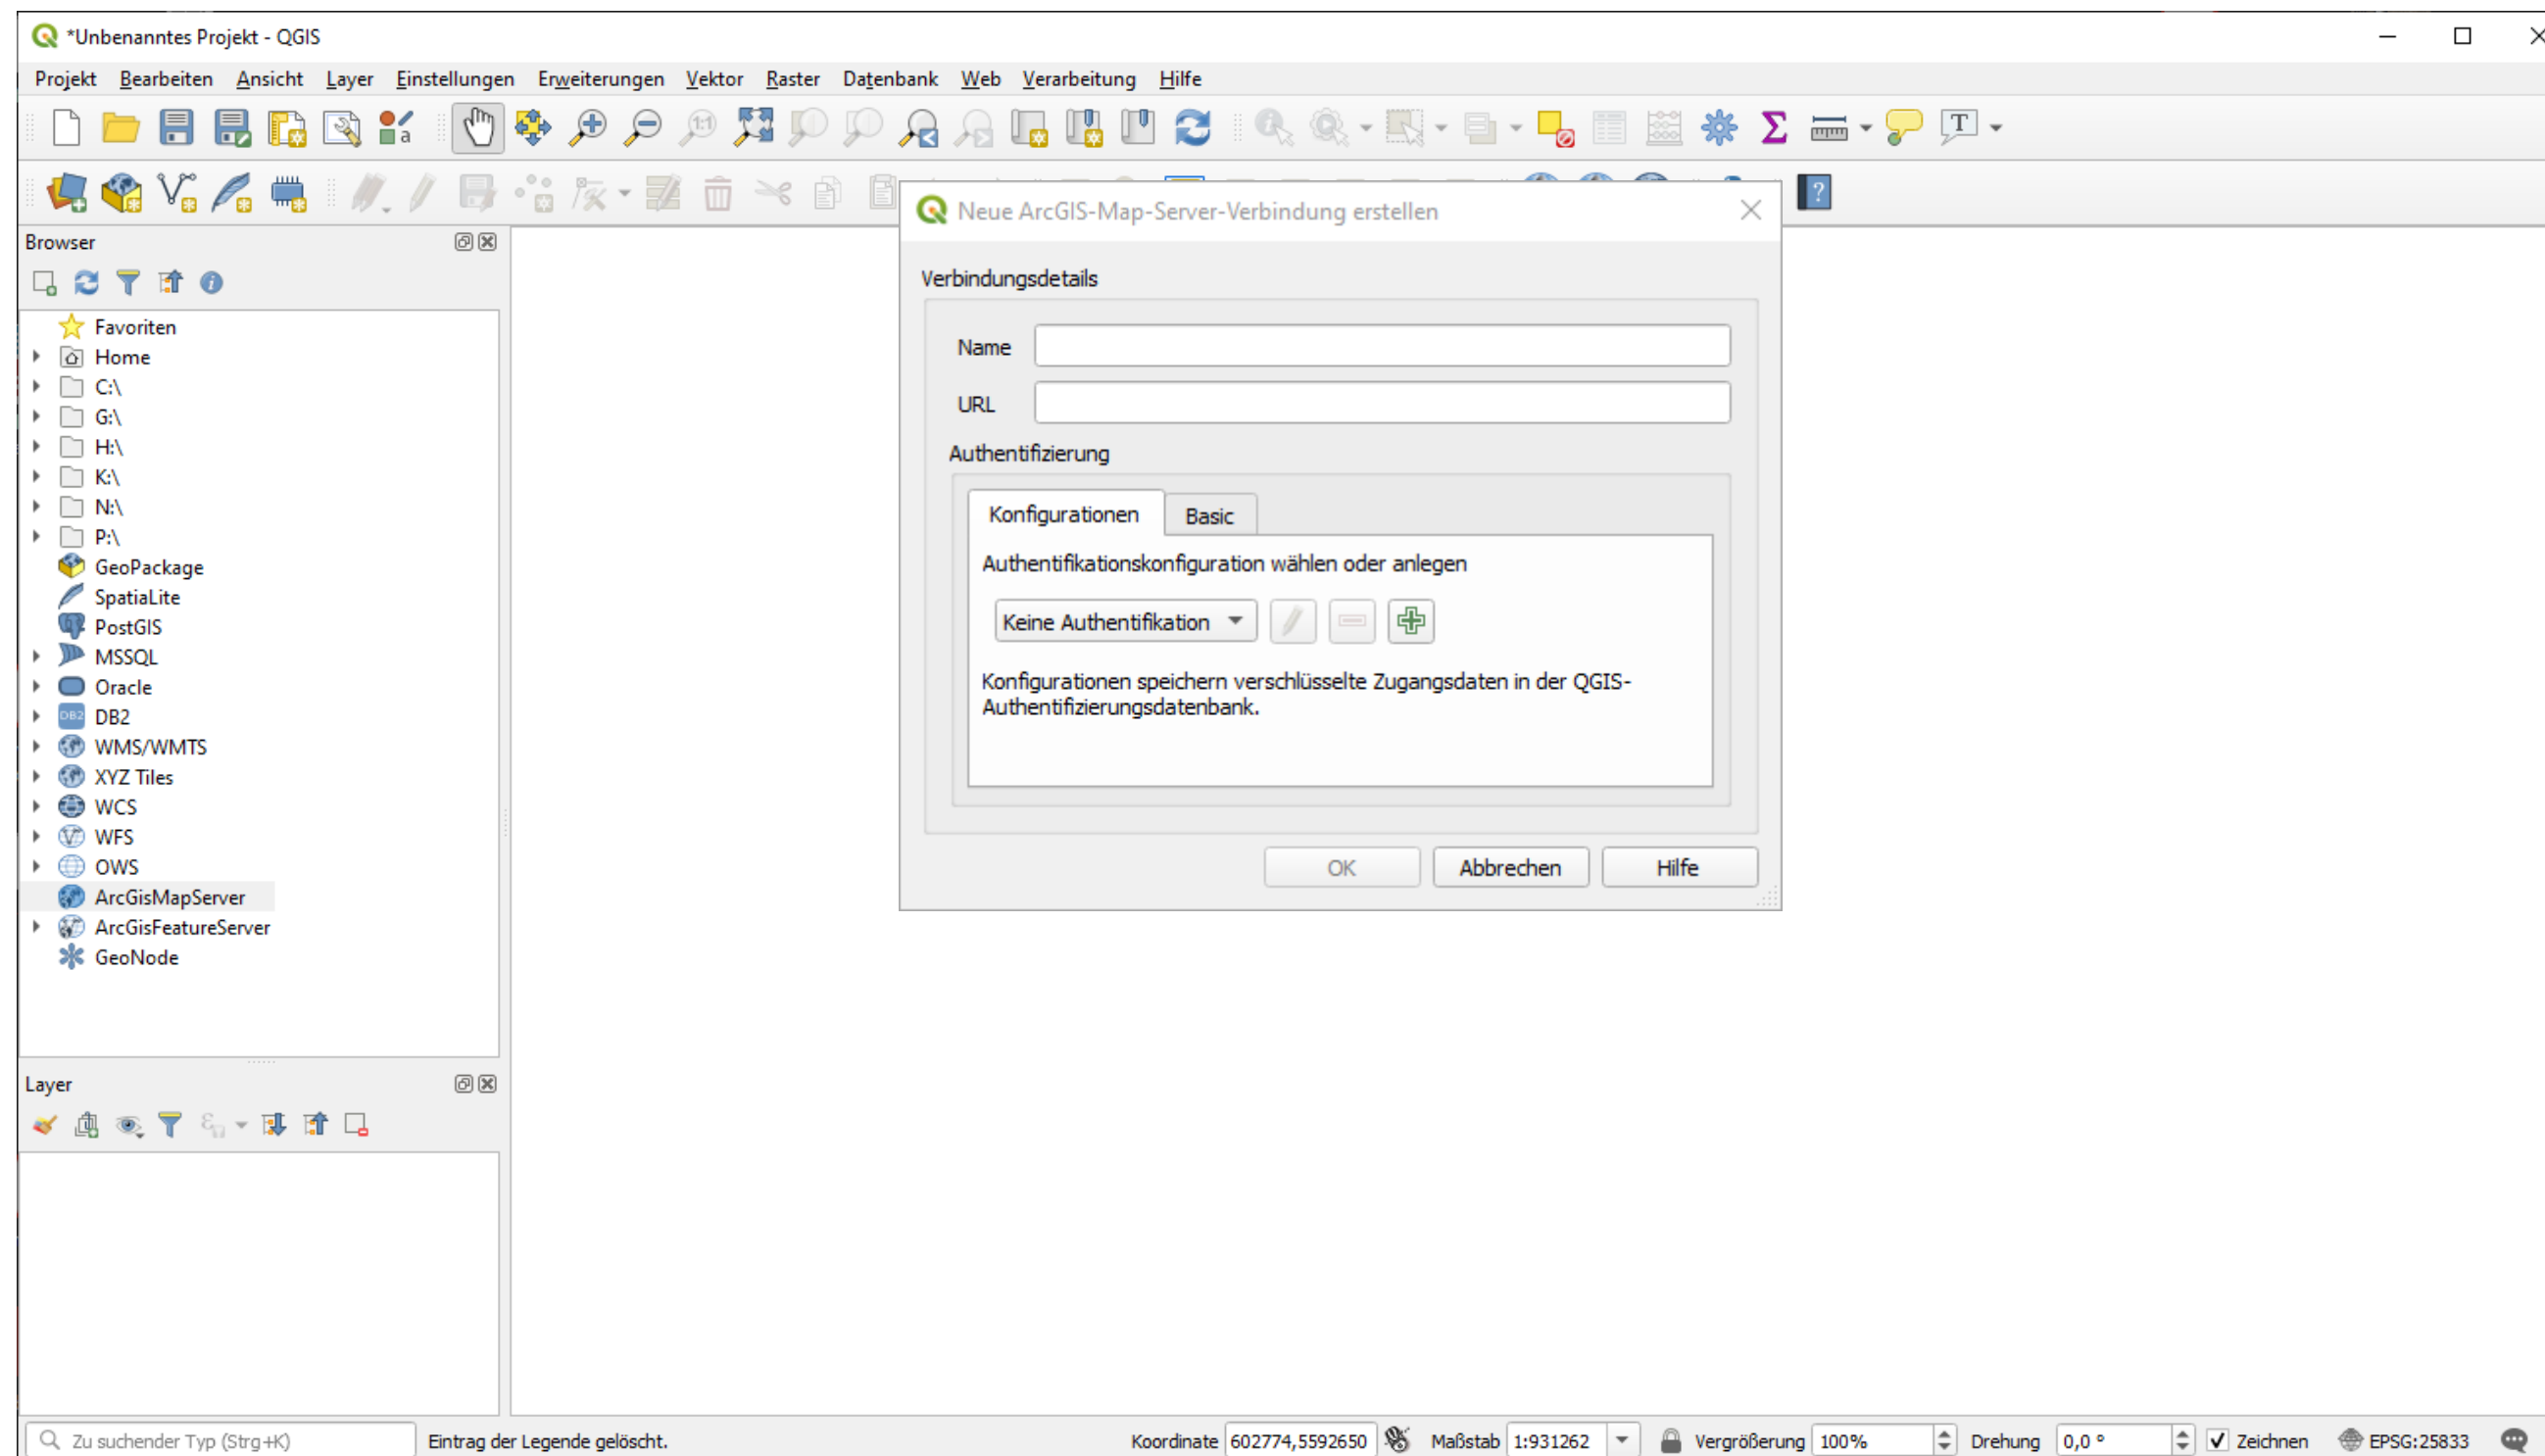 *Unbenanntes Projekt - QGIS
Projekt Bearbeiten Ansicht Layer Einstellungen Erweiterungen Vektor Raster Datenbank Web Verarbeitung Hilfe
Neue ArcGIS-Map-Server-Verbindung erstellen
Verbindungsdetails
Name
URL
Authentifizierung
Konfigurationen Basic
Authentifikationskonfiguration wählen oder anlegen
Keine Authentifikation
Konfigurationen speichern verschlüsselte Zugangsdaten in der QGIS-
Authentifizierungsdatenbank.
OK Abbrechen Hilfe
Browser
Favoriten
Home
C:\
G:\
H:\
K:\
N:\
P:\
GeoPackage
SpatiaLite
PostGIS
MSSQL
Oracle
DB2 DB2
WMS/WMTS
XYZ Tiles
WCS
WFS
OWS
ArcGisMapServer
ArcGisFeatureServer
GeoNode
Layer
Zu suchender Typ (Strg+K) Eintrag der Legende gelöscht. Koordinate 602774,5592650 Maßstab 1:931262 Vergrößerung 100% Drehung 0,0 ° Zeichnen EPSG:25833